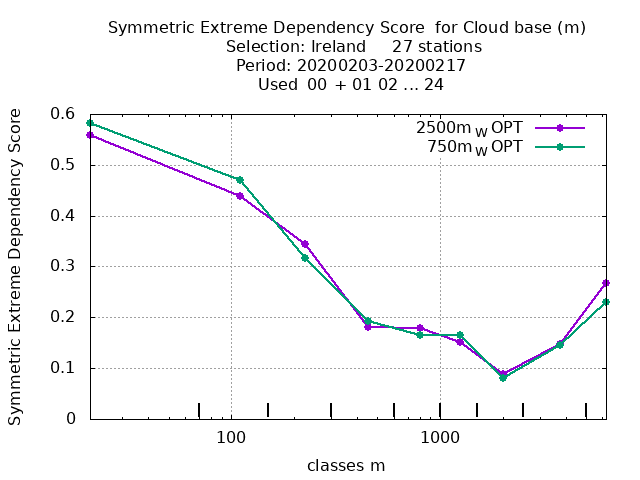 Symmetric Extreme Dependency Score for Cloud base (m)
Selection: Ireland 27 stations
Period: 20200203-20200217
Used 00 + 01 02 ... 24
2500m W OPT
750m W OPT
Symmetric Extreme Dependency Score
0.6
0.5
0.4
0.3
0.2
0.1
0
100 1000
classes m